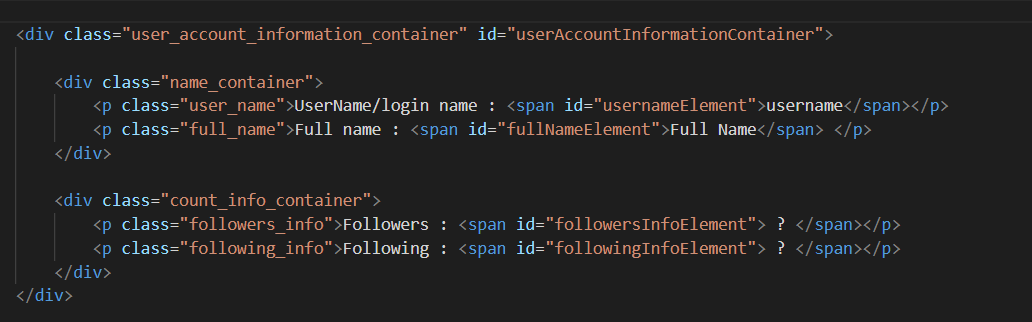 <div class="user_account_information_container" id="userAccountInformationContainer">
<div class="name_container">
<p class="user_name">UserName/login name : <span id="usernameElement">username</span></p>
<p class="full_name">Full name : <span id="fullNameElement">Full Name</span> </p>
</div>
<div class="count_info_container">
<p class="followers_info">Followers : <span id="followersInfoElement"> ? </span></p>
<p class="following_info">Following : <span id="followingInfoElement"> ? </span></p>
</div>
</div>